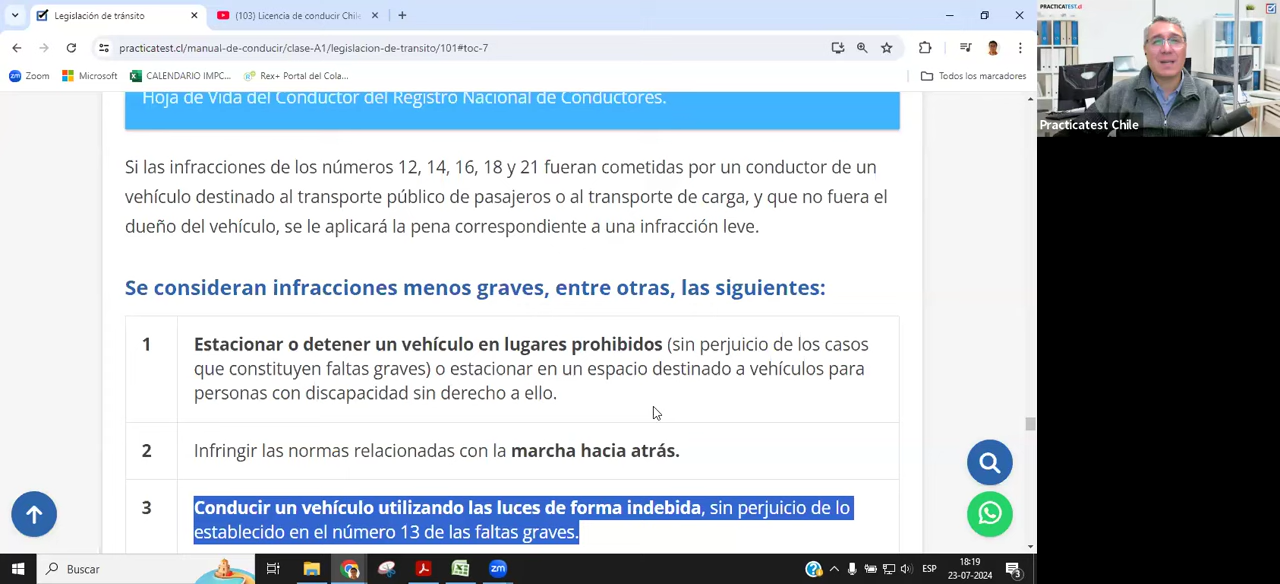 Legislación de tránsito
(103) Licencia de conduci
practicatest.cl/manual-de-conducir/clase-A1/legislacion-de-transito/101#toc-7
Zoom
Microsoft
CALENDARIO IMPC...
Rex+ Portal del Cola...
Todos los marcadores
PRACTICATEST.cl
Practicatest Chile
Hoja de Vida del Conductor del Registro Nacional de Conductores.
Si las infracciones de los números 12, 14, 16, 18 y 21 fueran cometidas por un conductor de un
vehículo destinado al transporte público de pasajeros o al transporte de carga, y que no fuera el
dueño del vehículo, se le aplicará la pena correspondiente a una infracción leve.
Se consideran infracciones menos graves, entre otras, las siguientes:
1 Estacionar o detener un vehículo en lugares prohibidos (sin perjuicio de los casos
que constituyen faltas graves) o estacionar en un espacio destinado a vehículos para
personas con discapacidad sin derecho a ello.
2 Infringir las normas relacionadas con la marcha hacia atrás.
3 Conducir un vehículo utilizando las luces de forma indebida, sin perjuicio de lo
establecido en el número 13 de las faltas graves.
Buscar
ESP
18:19
23-07-2024
3